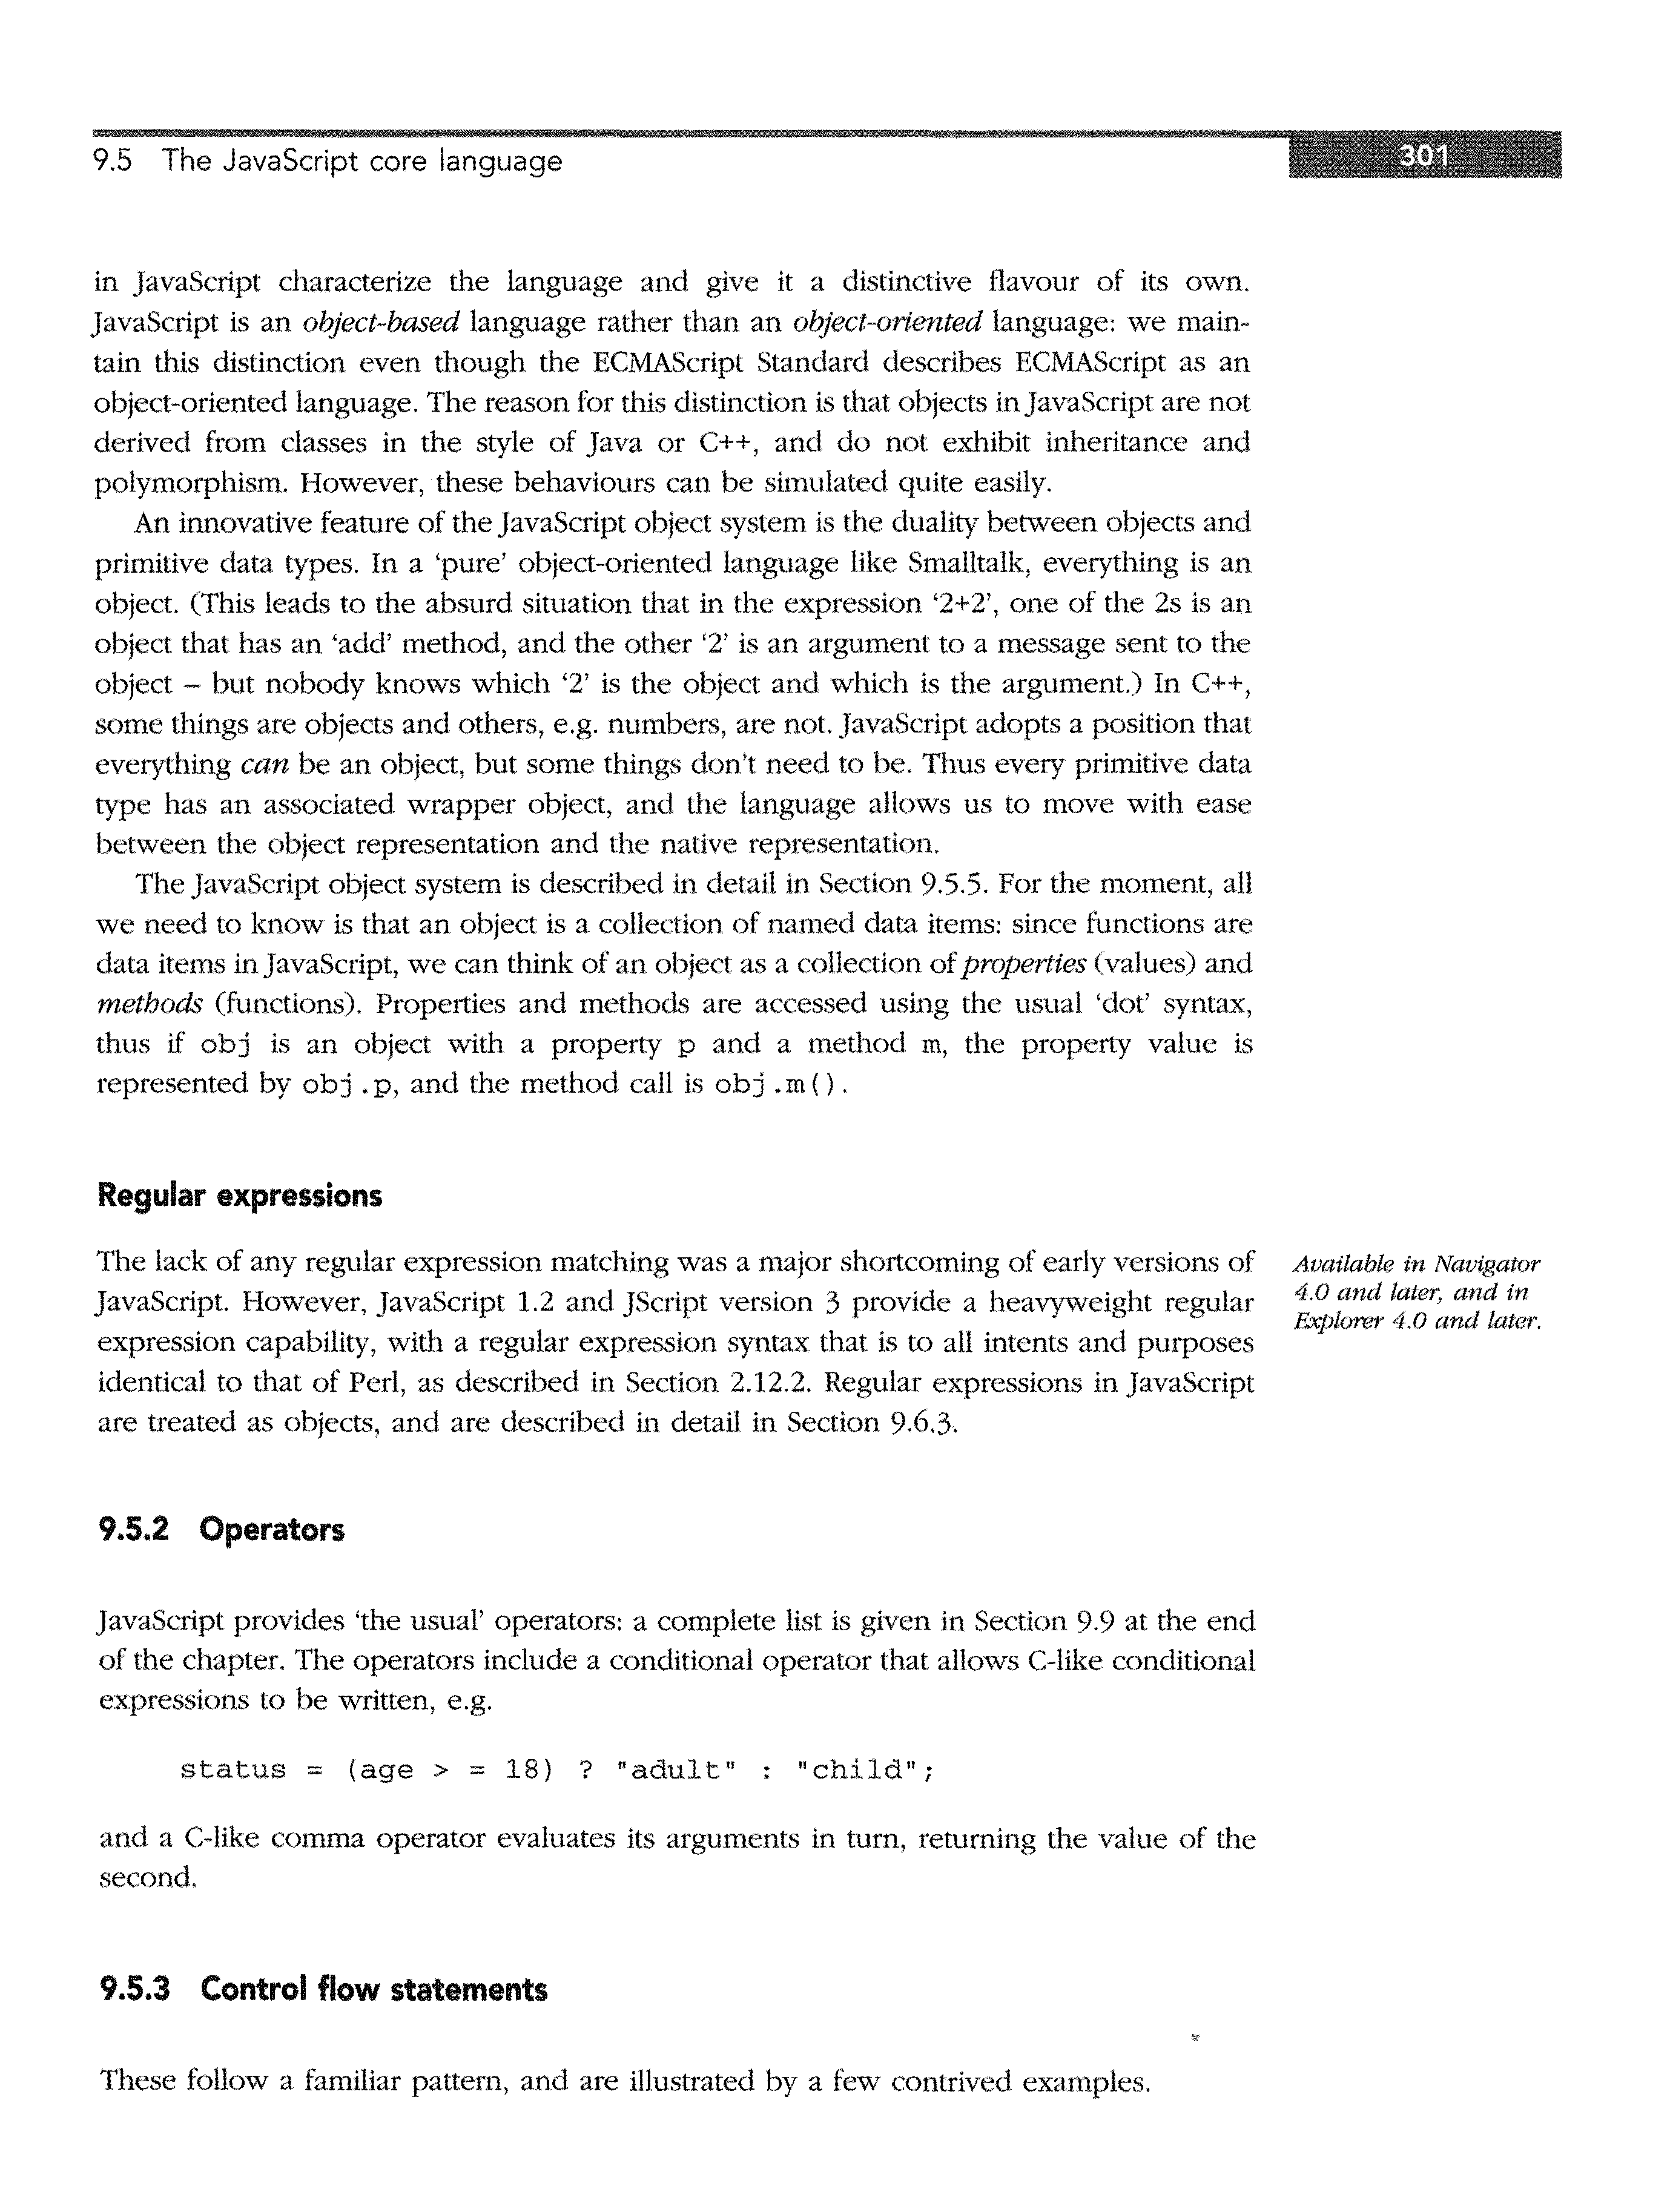 9.5 The JavaScript core language
301
in JavaScript characterize the language and give it a distinctive flavour of its own.
JavaScript is an object-based language rather than an object-oriented language: we main-
tain this distinction even though the ECMAScript Standard describes ECMAScript as an
object-oriented language. The reason for this distinction is that objects in JavaScript are not
derived from classes in the style of Java or C++, and do not exhibit inheritance and
polymorphism. However, these behaviours can be simulated quite easily.
An innovative feature of the JavaScript object system is the duality between objects and
primitive data types. In a ‘pure’ object-oriented language like Smalltalk, everything is an
object. (This leads to the absurd situation that in the expression ‘2+2’, one of the 2s is an
object that has an ‘add’ method, and the other ‘2’ is an argument to a message sent to the
object – but nobody knows which ‘2’ is the object and which is the argument.) In C++,
some things are objects and others, e.g. numbers, are not. JavaScript adopts a position that
everything can be an object, but some things don't need to be. Thus every primitive data
type has an associated wrapper object, and the language allows us to move with ease
between the object representation and the native representation.
The JavaScript object system is described in detail in Section 9.5.5. For the moment, all
we need to know is that an object is a collection of named data items: since functions are
data items in JavaScript, we can think of an object as a collection of properties (values) and
methods (functions). Properties and methods are accessed using the usual ‘dot’ syntax,
thus if obj is an object with a property p and a method m, the property value is
represented by obj.p, and the method call is obj.m().
Regular expressions
The lack of any regular expression matching was a major shortcoming of early versions of
JavaScript. However, JavaScript 1.2 and JScript version 3 provide a heavyweight regular
expression capability, with a regular expression syntax that is to all intents and purposes
identical to that of Perl, as described in Section 2.12.2. Regular expressions in JavaScript
are treated as objects, and are described in detail in Section 9.6.3.
Available in Navigator
4.0 and later, and in
Explorer 4.0 and later.
9.5.2 Operators
JavaScript provides ‘the usual’ operators: a complete list is given in Section 9.9 at the end
of the chapter. The operators include a conditional operator that allows C-like conditional
expressions to be written, e.g.
status = (age > = 18) ? "adult" : "child";
and a C-like comma operator evaluates its arguments in turn, returning the value of the
second.
9.5.3 Control flow statements
These follow a familiar pattern, and are illustrated by a few contrived examples.